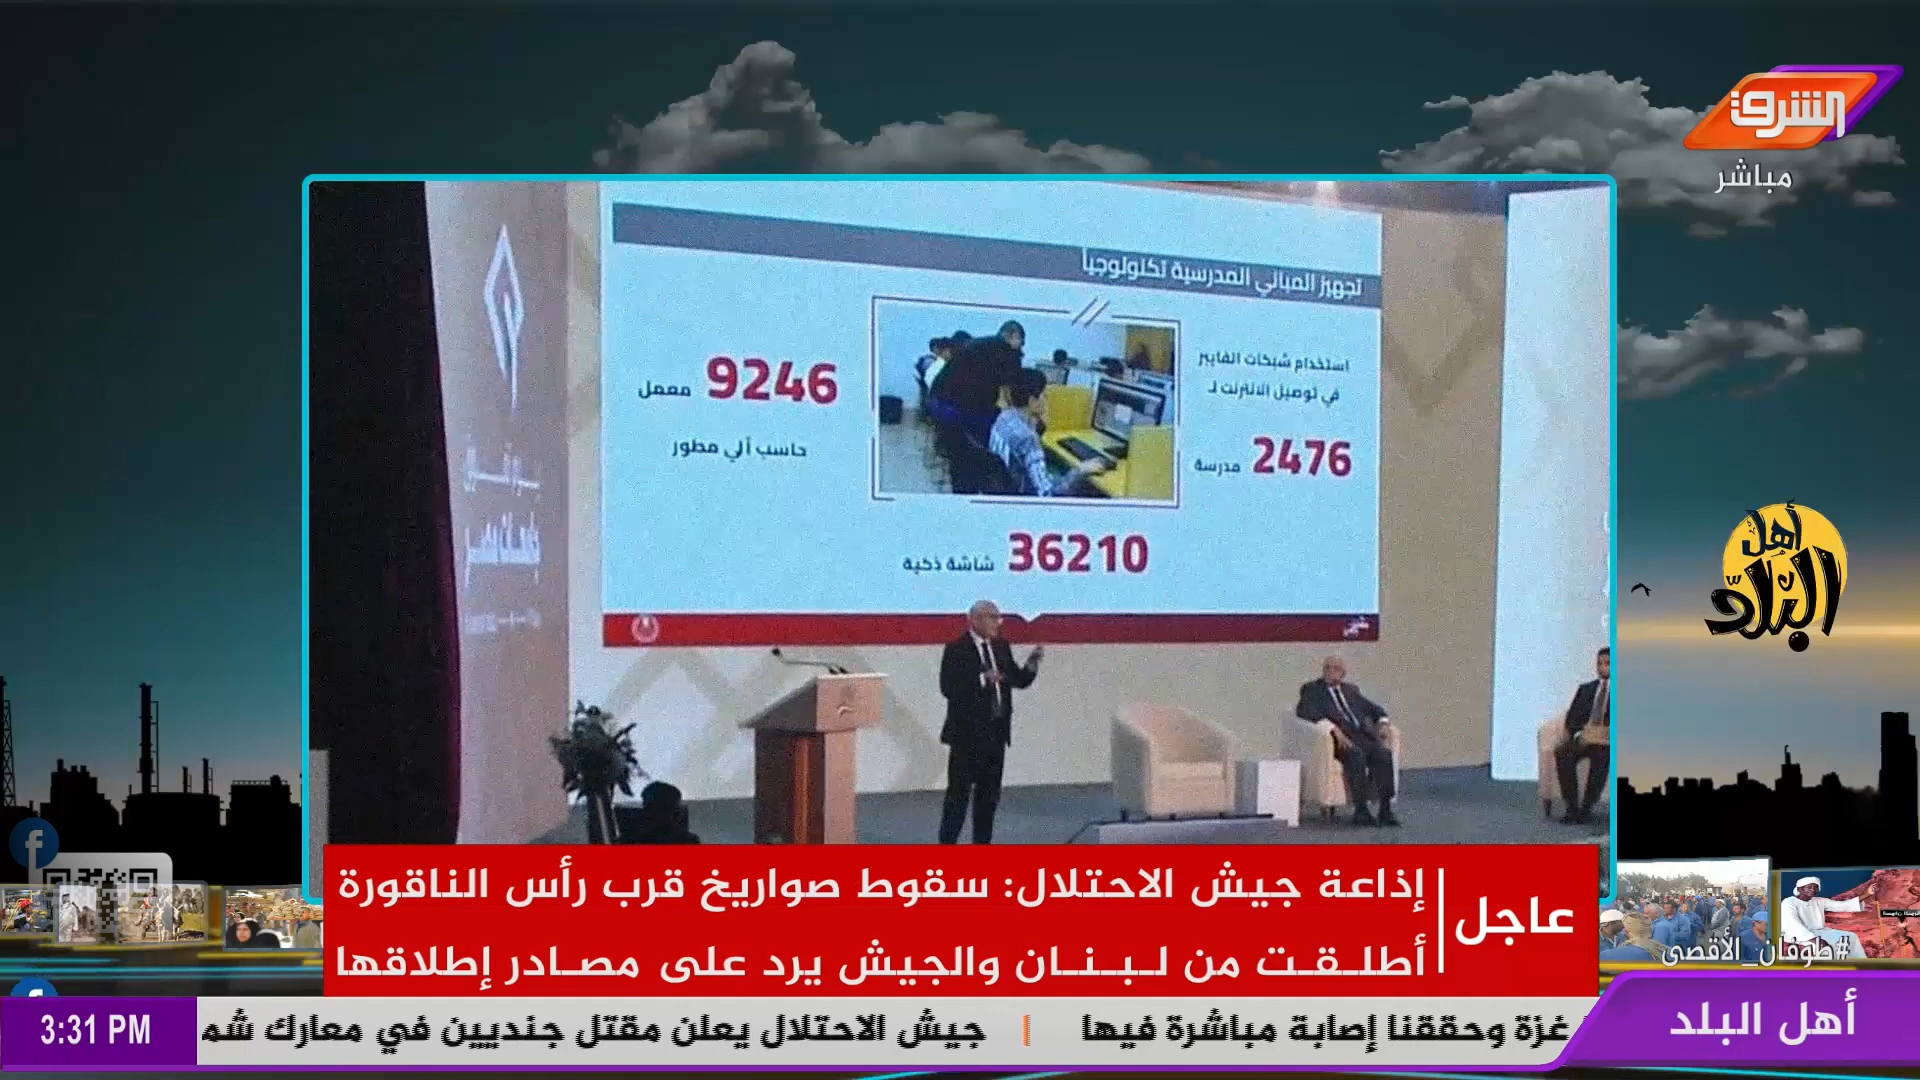 الشرق
مباشر
تجهيز المباني المدرسية تكنولوجياً
استخدام شبكات الفايبر
في توصيل الانترنت لـ
2476 مدرسة
9246 معمل
حاسب آلي مطور
36210 شاشة ذكية
أهل
البلد
عاجل
إذاعة جيش الاحتلال: سقوط صواريخ قرب رأس الناقورة
أطلقت من لبنان والجيش يرد على مصادر إطلاقها
#طوفان_الأقصى
أهل البلد
غزة وحققنا إصابة مباشرة فيها | جيش الاحتلال يعلن مقتل جنديين في معارك شم
3:31 PM